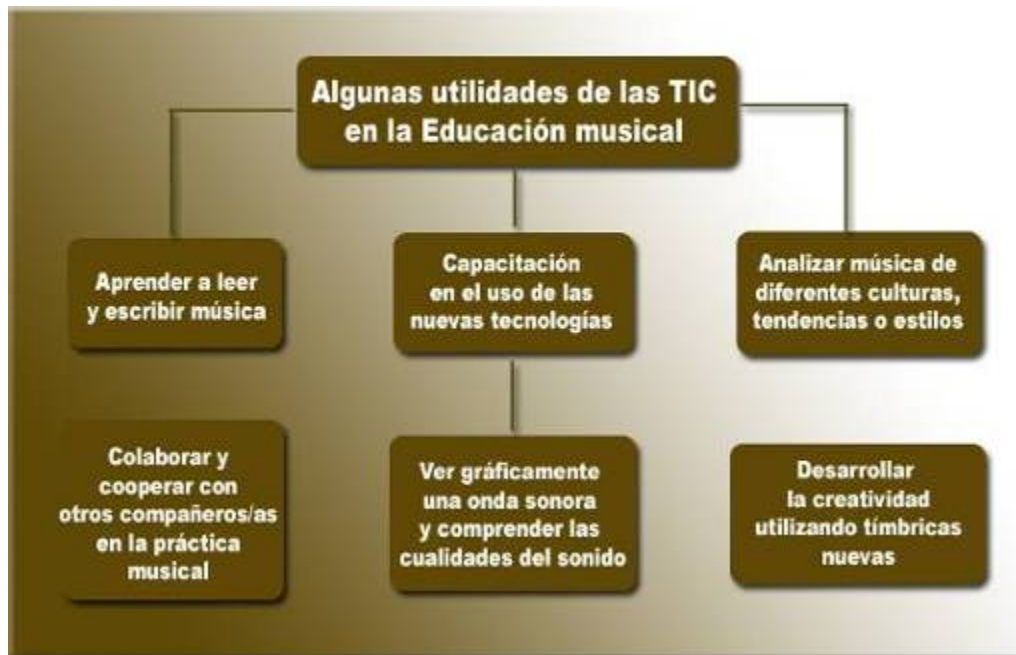 Algunas utilidades de las TIC
en la Educación musical
Aprender a leer
y escribir música
Capacitación
en el uso de las
nuevas tecnologías
Analizar música de
diferentes culturas,
tendencias o estilos
Colaborar y
cooperar con
otros compañeros/as
en la práctica
musical
Ver gráficamente
una onda sonora
y comprender las
cualidades del sonido
Desarrollar
la creatividad
utilizando tímbricas
nuevas